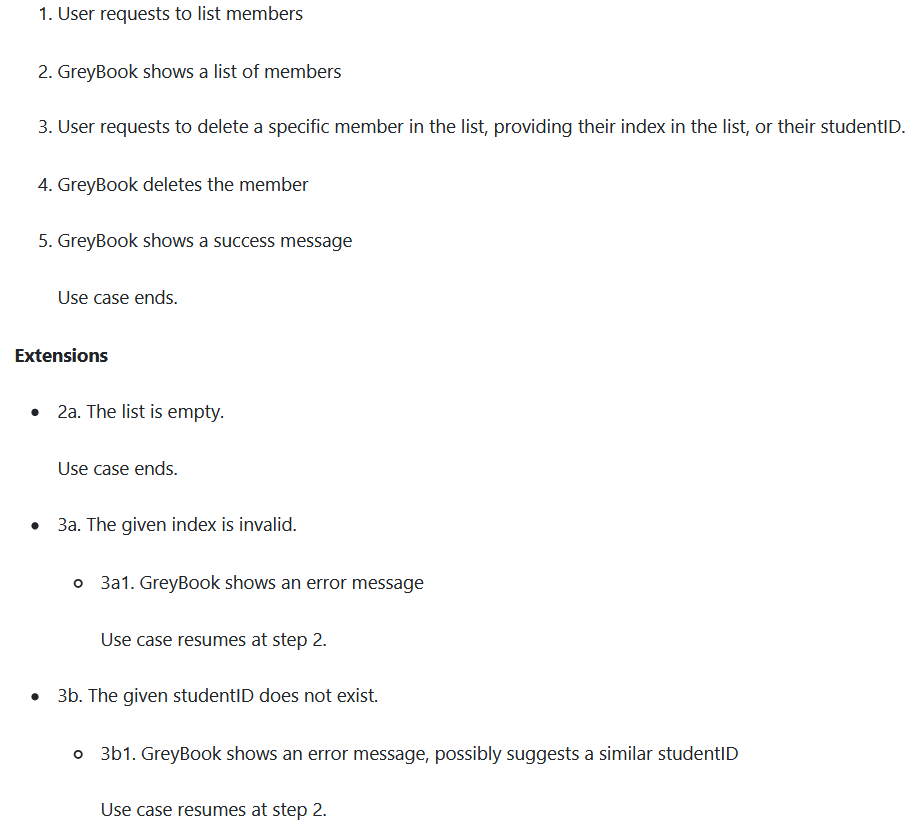 1. User requests to list members
2. GreyBook shows a list of members
3. User requests to delete a specific member in the list, providing their index in the list, or their studentID.
4. GreyBook deletes the member
5. GreyBook shows a success message
Use case ends.
Extensions
• 2a. The list is empty.
Use case ends.
• 3a. The given index is invalid.
◦ 3a1. GreyBook shows an error message
Use case resumes at step 2.
• 3b. The given studentID does not exist.
◦ 3b1. GreyBook shows an error message, possibly suggests a similar studentID
Use case resumes at step 2.